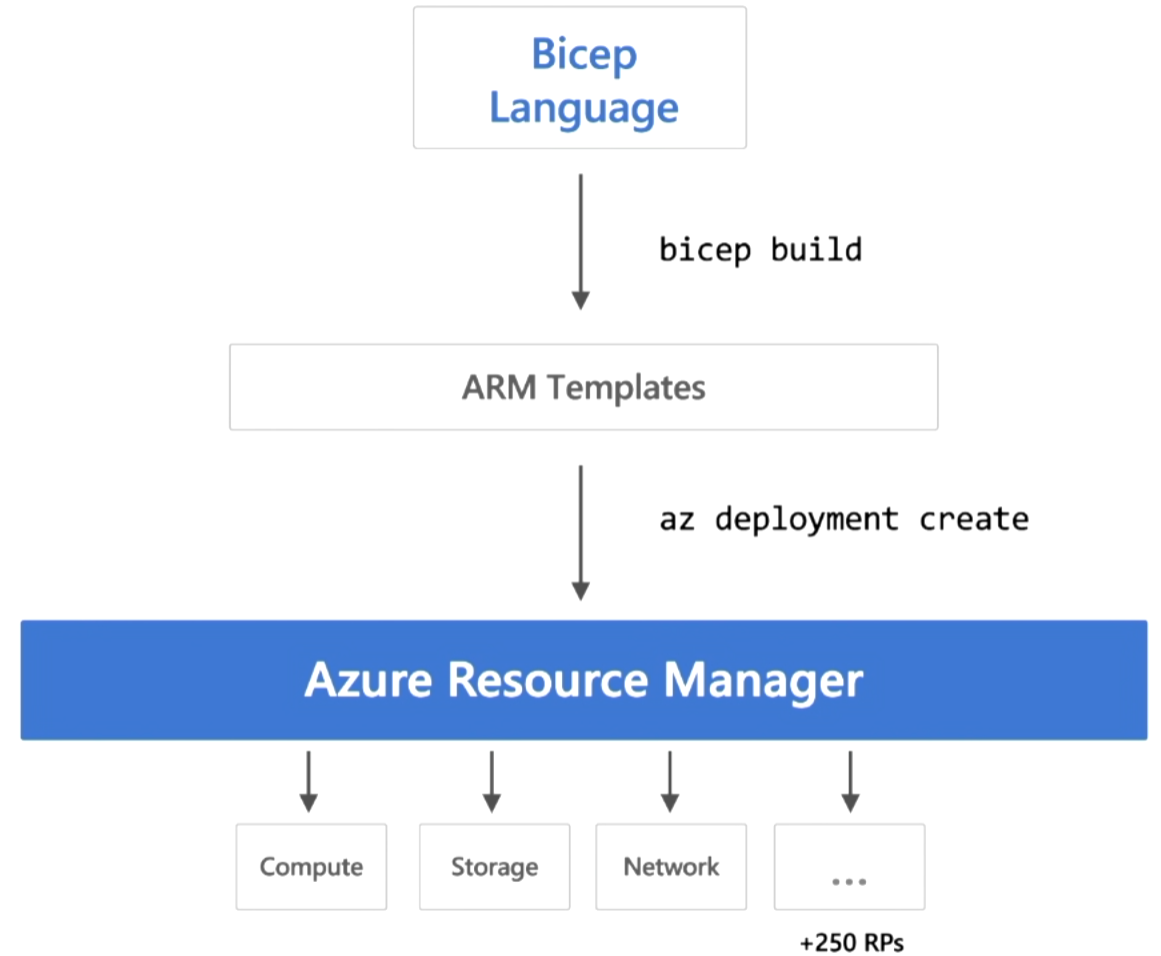 Bicep
Language
bicep build
ARM Templates
az deployment create
Azure Resource Manager
Compute
Storage
Network
...
+250 RPs